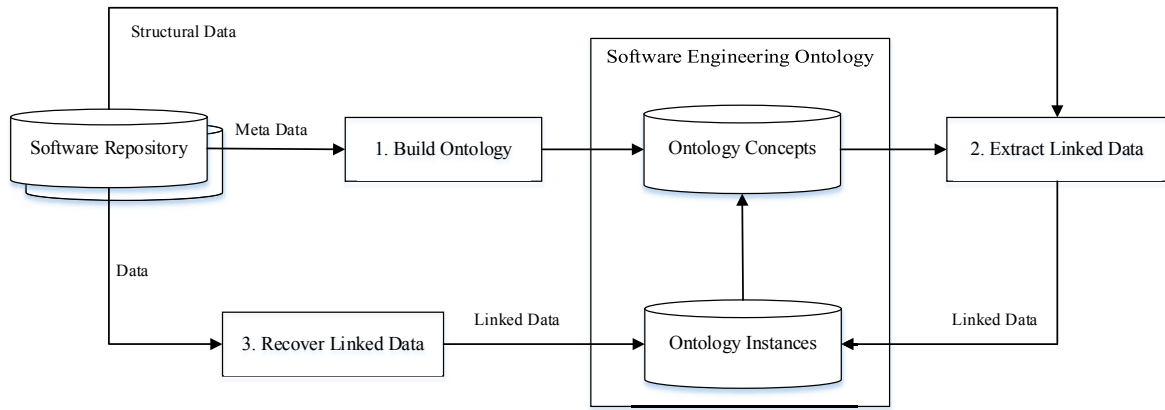 Structural Data
Software Engineering Ontology
Software Repository
Meta Data
1. Build Ontology
Ontology Concepts
2. Extract Linked Data
Data
3. Recover Linked Data
Linked Data
Ontology Instances
Linked Data